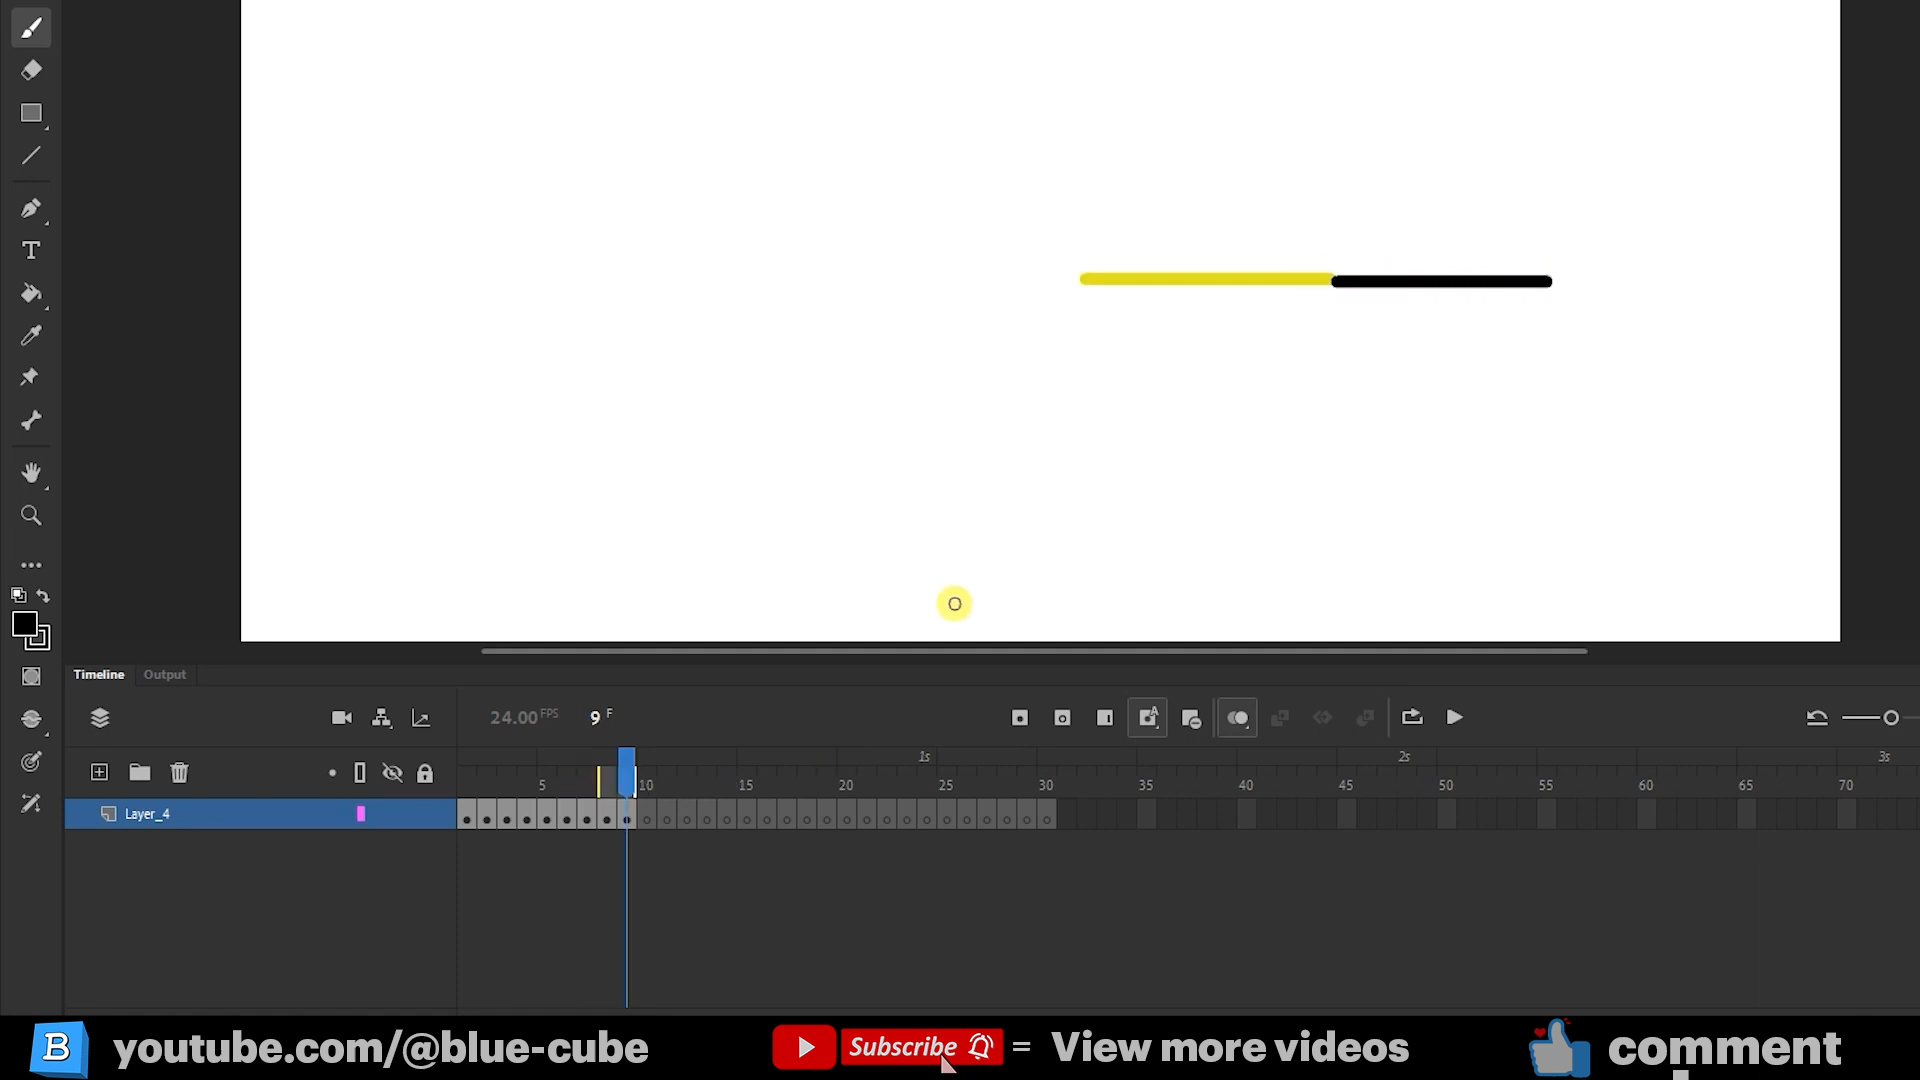 Timeline Output
24.00 FPS 9 F
1s 2s 3s
5 10 15 20 25 30 35 40 45 50 55 60 65 70
Layer_4
B youtube.com/@blue-cube Subscribe = View more videos comment